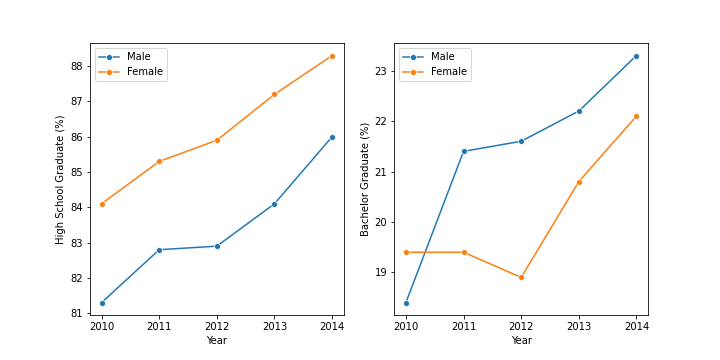 Male
Female
High School Graduate (%)
88
87
86
85
84
83
82
81
2010 2011 2012 2013 2014
Year
Male
Female
Bachelor Graduate (%)
23
22
21
20
19
2010 2011 2012 2013 2014
Year